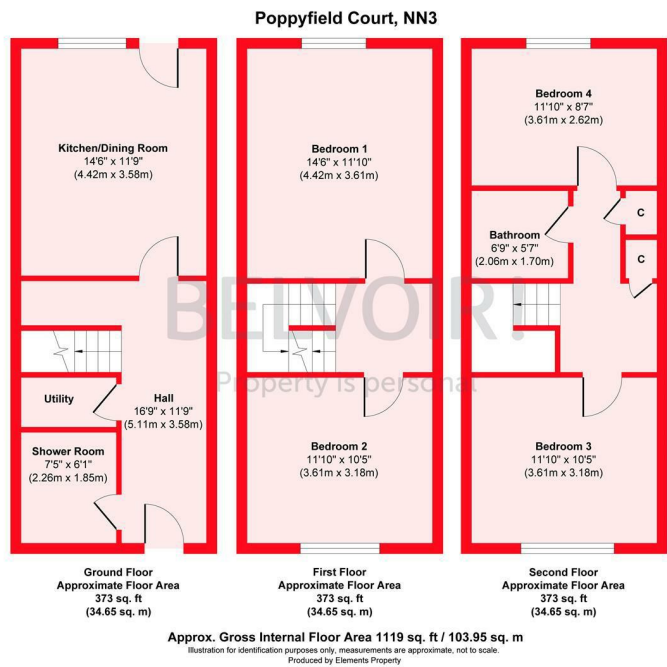 Poppyfield Court, NN3
Kitchen/Dining Room
14'6" x 11'9"
(4.42m x 3.58m)
Utility
Hall
16'9" x 11'9"
(5.11m x 3.58m)
Shower Room
7'5" x 6'1"
(2.26m x 1.85m)
Bedroom 1
14'6" x 11'10"
(4.42m x 3.61m)
Bedroom 2
11'10" x 10'5"
(3.61m x 3.18m)
Bedroom 4
11'10" x 8'7"
(3.61m x 2.62m)
Bathroom
6'9" x 5'7"
(2.06m x 1.70m)
C
C
Bedroom 3
11'10" x 10'5"
(3.61m x 3.18m)
BELVOIR!
Property is personal
Ground Floor
Approximate Floor Area
373 sq. ft
(34.65 sq. m)
First Floor
Approximate Floor Area
373 sq. ft
(34.65 sq. m)
Second Floor
Approximate Floor Area
373 sq. ft
(34.65 sq. m)
Approx. Gross Internal Floor Area 1119 sq. ft / 103.95 sq. m
Illustration for identification purposes only, measurements are approximate, not to scale.
Produced by Elements Property